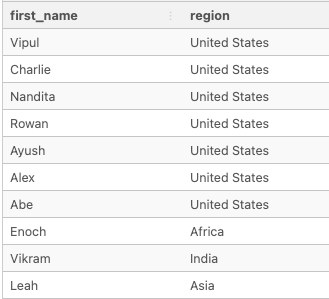 first_name region
Vipul United States
Charlie United States
Nandita United States
Rowan United States
Ayush United States
Alex United States
Abe United States
Enoch Africa
Vikram India
Leah Asia